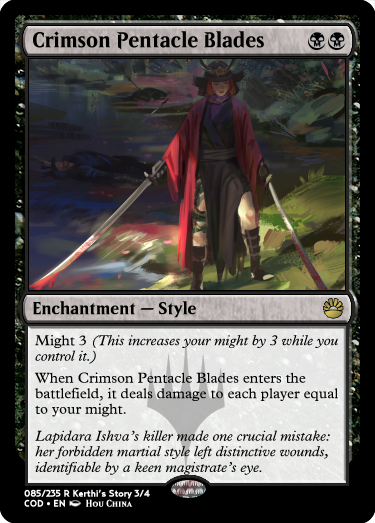 Crimson Pentacle Blades
Enchantment — Style
Might 3 (This increases your might by 3 while you
control it.)
When Crimson Pentacle Blades enters the
battlefield, it deals damage to each player equal
to your might.
Lapidara Ishva's killer made one crucial mistake:
her forbidden martial style left distinctive wounds,
identifiable by a keen magistrate's eye.
085/235 R Kerthi's Story 3/4
COD • EN Hou China